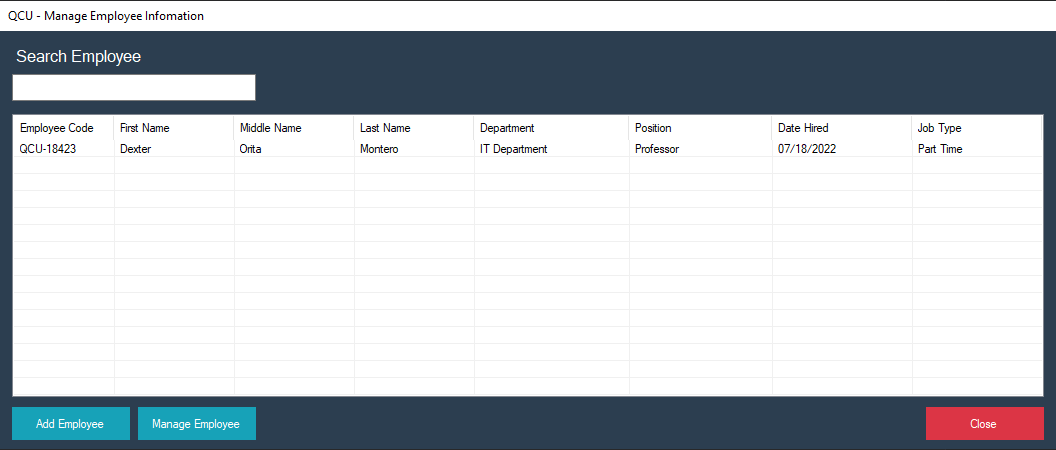 QCU - Manage Employee Infomation
Search Employee
Employee Code First Name Middle Name Last Name Department Position Date Hired Job Type
QCU-18423 Dexter Orita Montero IT Department Professor 07/18/2022 Part Time
Add Employee Manage Employee Close